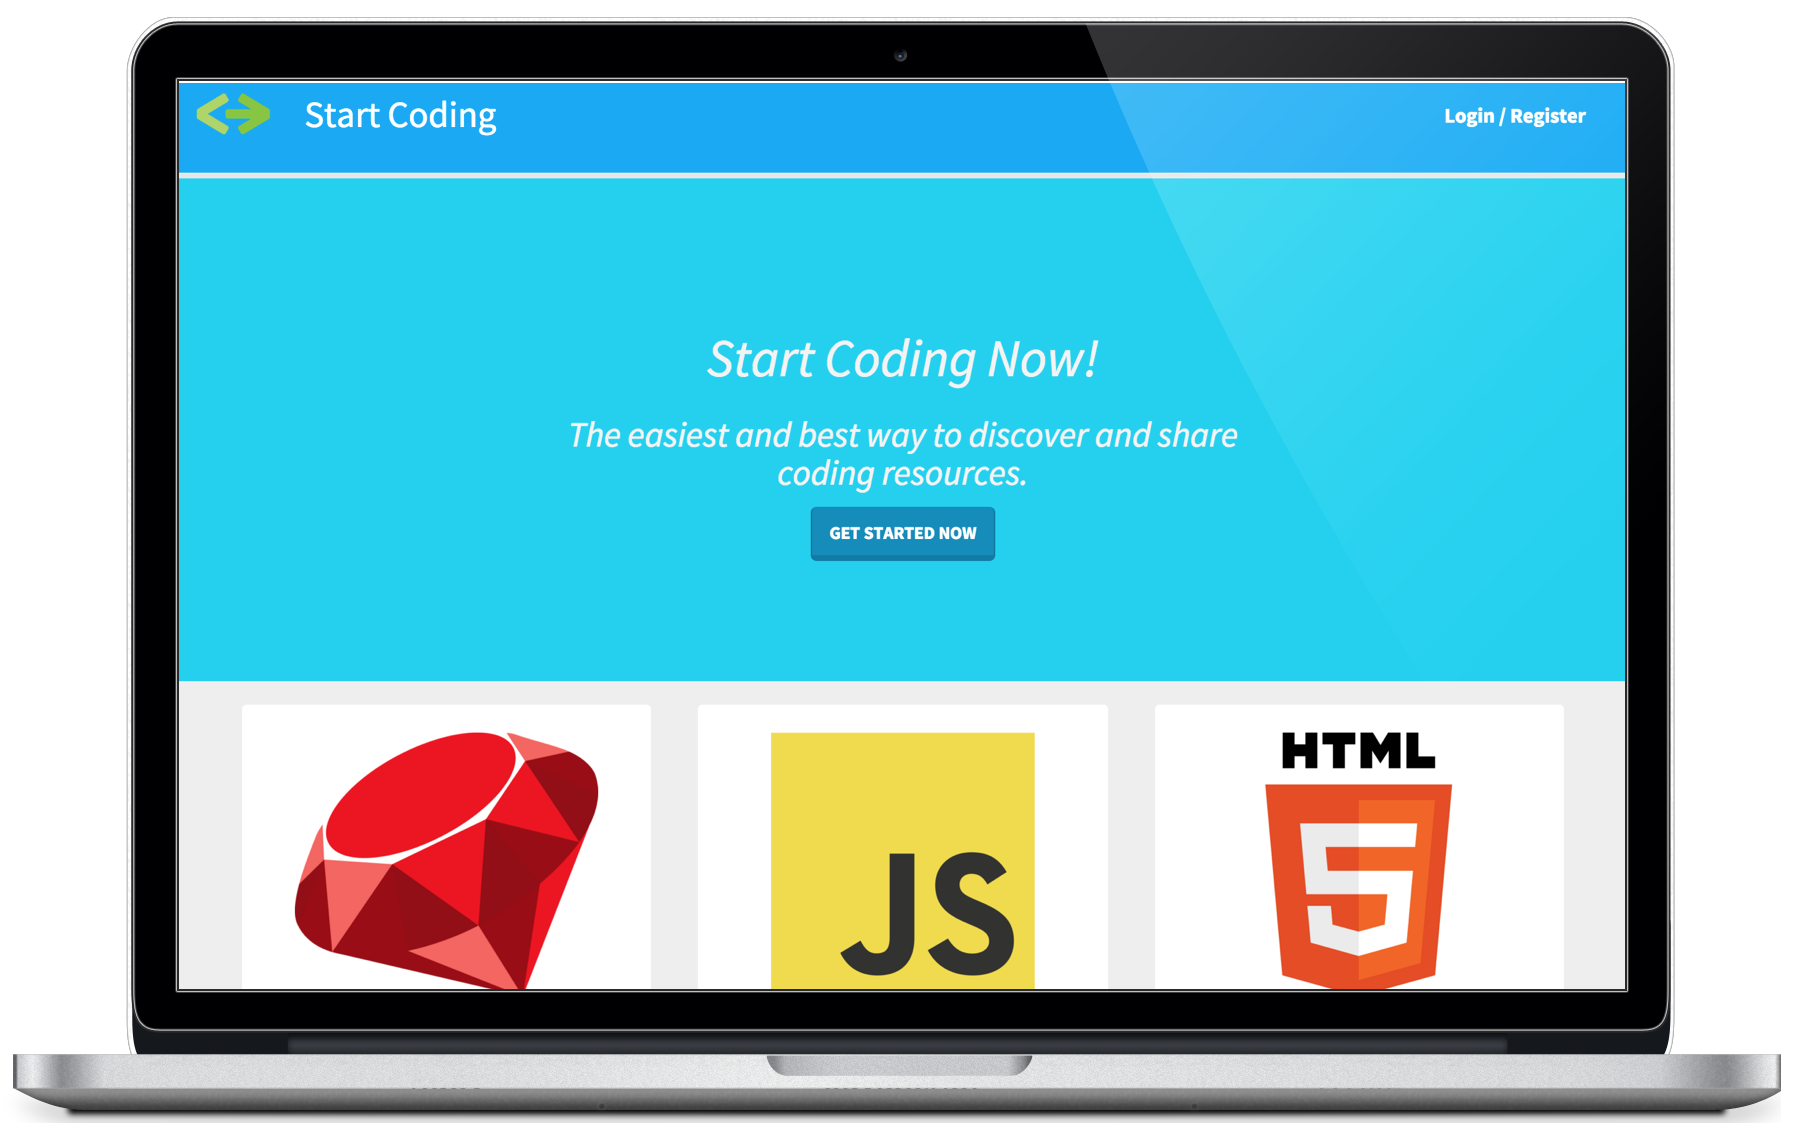 Start Coding
Login / Register
Start Coding Now!
The easiest and best way to discover and share
coding resources.
GET STARTED NOW
JS
HTML
5